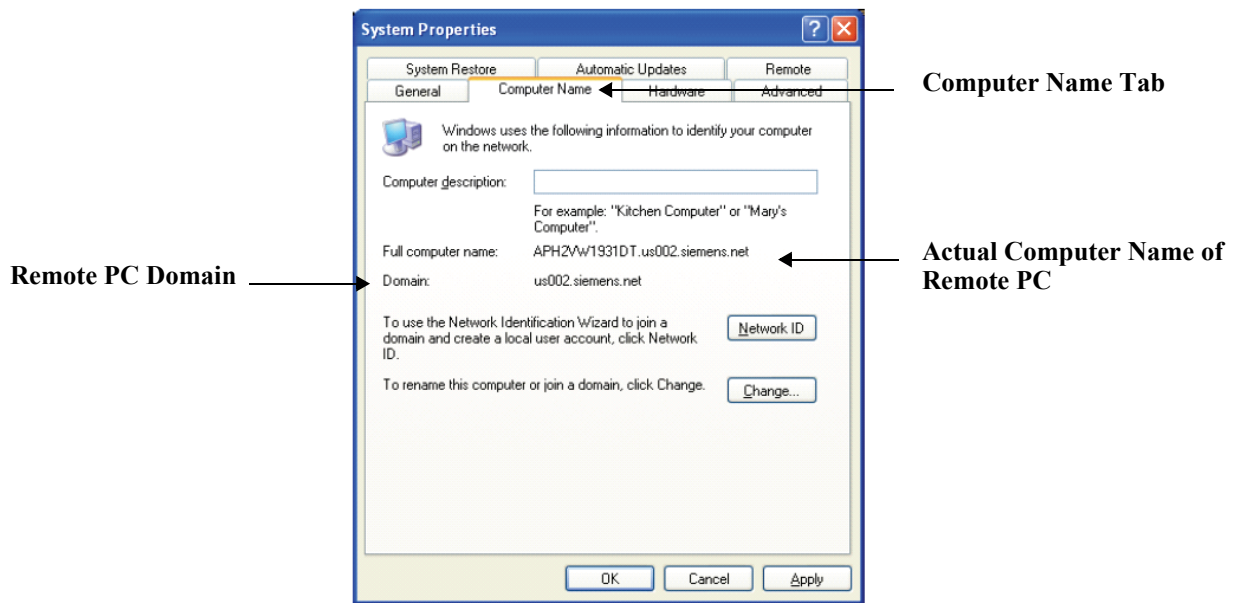 System Properties
System Restore
Automatic Updates
Remote
General
Computer Name
Hardware
Advanced
Computer Name Tab
Windows uses the following information to identify your computer
on the network.
Computer description:
For example: "Kitchen Computer" or "Mary's
Computer".
Full computer name:
APH2VW1931DT.us002.siemens.net
Actual Computer Name of
Remote PC
Remote PC Domain
Domain:
us002.siemens.net
To use the Network Identification Wizard to join a
domain and create a local user account, click Network
ID.
Network ID
To rename this computer or join a domain, click Change.
Change...
OK
Cancel
Apply